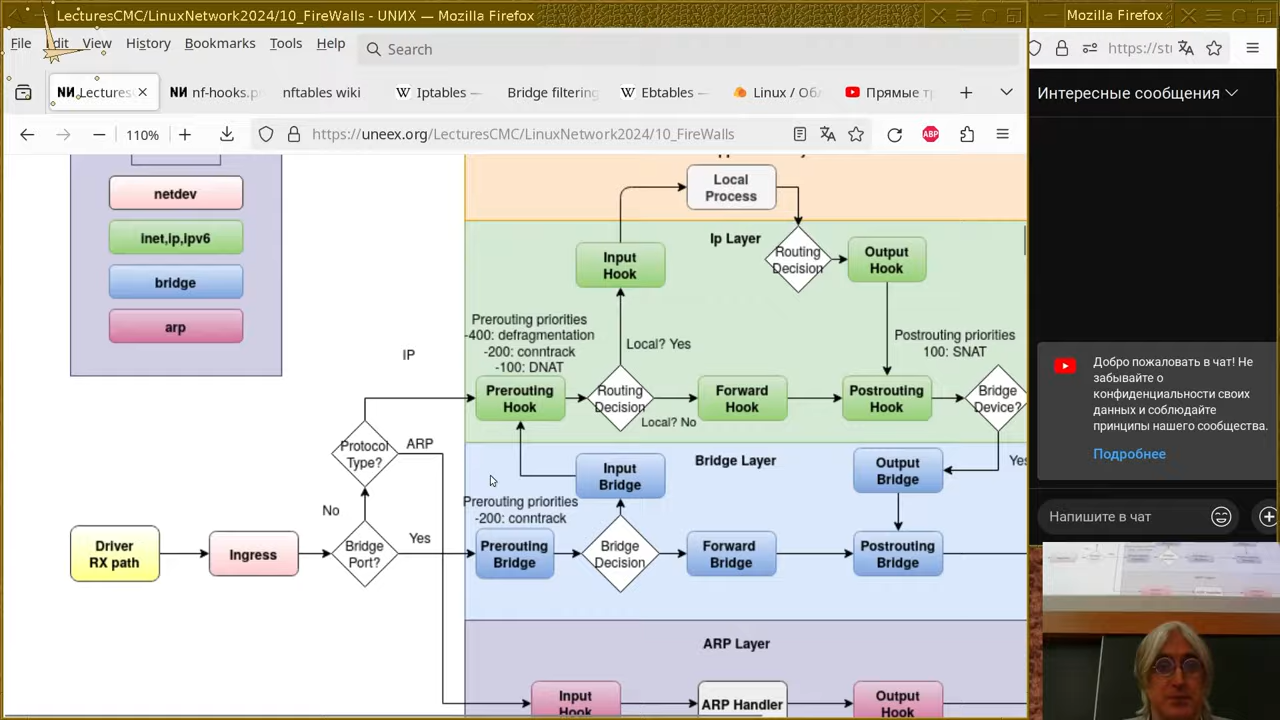 LecturesCMC/LinuxNetwork2024/10_FireWalls - UNИX — Mozilla Firefox
Mozilla Firefox
File Edit View History Bookmarks Tools Help
Search
https://st
NИ Lectures
NИ nf-hooks.p
nftables wiki
W Iptables —
Bridge filtering
W Ebtables —
Linux / Об
Прямые т
110%
https://uneex.org/LecturesCMC/LinuxNetwork2024/10_FireWalls
ABP
Интересные сообщения
netdev
inet,ip,ipv6
bridge
arp
Local
Process
Ip Layer
Routing
Decision
Output
Hook
Input
Hook
Prerouting priorities
-400: defragmentation
-200: conntrack
-100: DNAT
Local? Yes
Postrouting priorities
100: SNAT
IP
Prerouting
Hook
Routing
Decision
Local? No
Forward
Hook
Postrouting
Hook
Bridge
Device?
Protocol
Type?
ARP
Bridge Layer
Input
Bridge
Output
Bridge
Yes
Prerouting priorities
-200: conntrack
No
Driver
RX path
Ingress
Bridge
Port?
Yes
Prerouting
Bridge
Bridge
Decision
Forward
Bridge
Postrouting
Bridge
ARP Layer
Input
Hook
ARP Handler
Output
Hook
Добро пожаловать в чат! Не
забывайте о
конфиденциальности своих
данных и соблюдайте
принципы нашего сообщества.
Подробнее
Напишите в чат